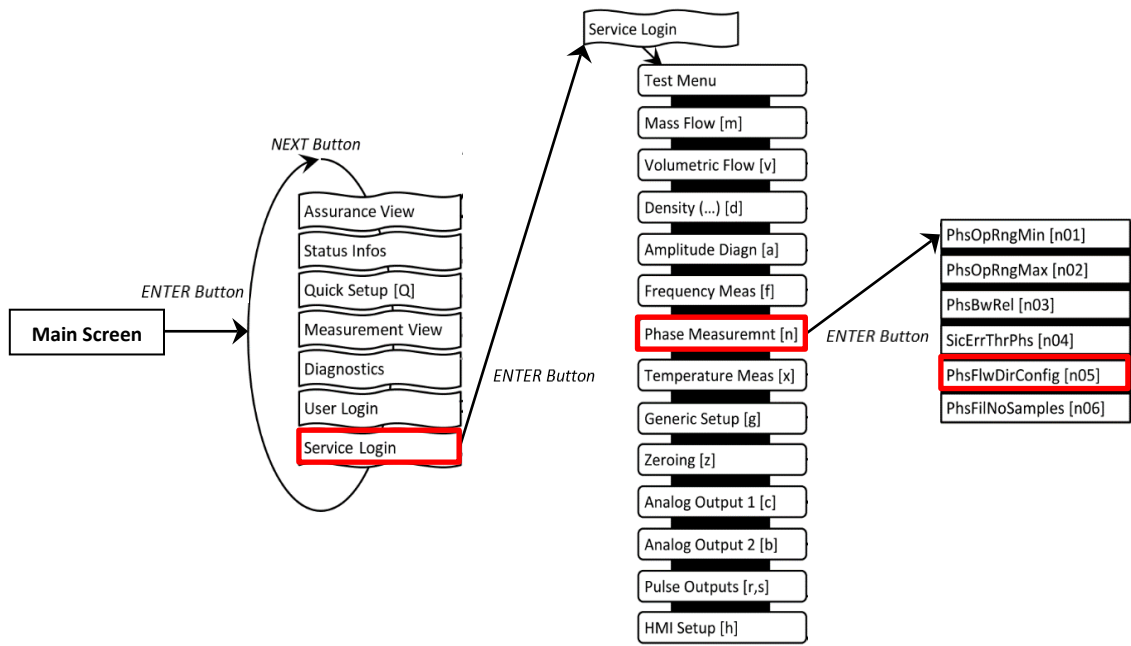 Service Login
Test Menu
Mass Flow [m]
Volumetric Flow [v]
Density (...) [d]
Amplitude Diagn [a]
Frequency Meas [f]
Phase Measuremnt [n]
Temperature Meas [x]
Generic Setup [g]
Zeroing [z]
Analog Output 1 [c]
Analog Output 2 [b]
Pulse Outputs [r,s]
HMI Setup [h]
NEXT Button
Assurance View
Status Infos
Quick Setup [Q]
Measurement View
Diagnostics
User Login
Service Login
ENTER Button
Main Screen
ENTER Button
ENTER Button
PhsOpRngMin [n01]
PhsOpRngMax [n02]
PhsBwRel [n03]
SicErrThrPhs [n04]
PhsFlwDirConfig [n05]
PhsFilNoSamples [n06]